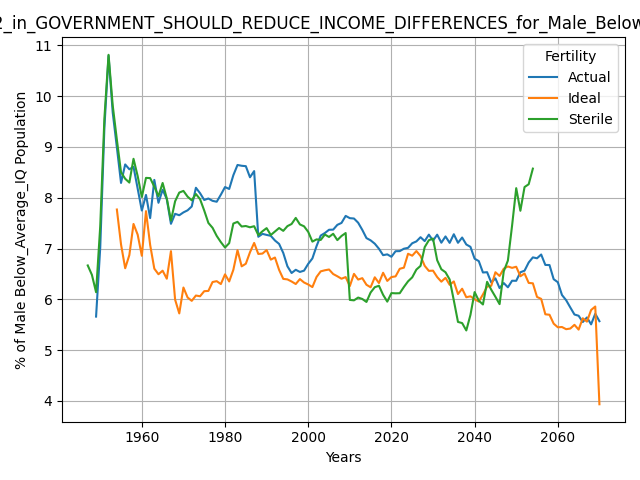 2_in_GOVERNMENT_SHOULD_REDUCE_INCOME_DIFFERENCES_for_Male_Below
11
10
9
8
7
6
5
4
% of Male Below_Average_IQ Population
Fertility
Actual
Ideal
Sterile
1960 1980 2000 2020 2040 2060
Years